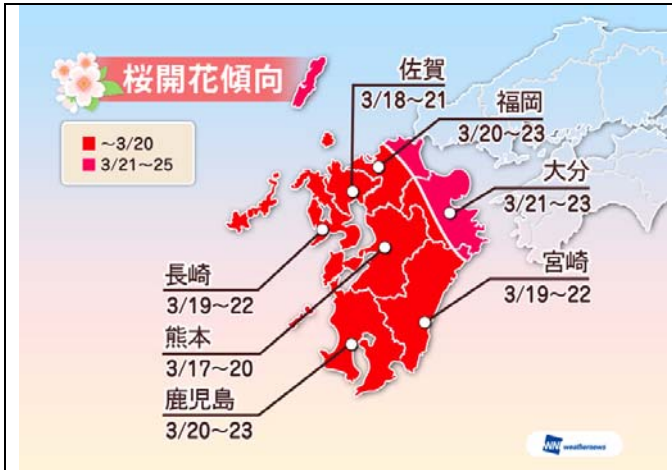 桜開花傾向
～3/20
3/21～25
佐賀
3/18～21
福岡
3/20～23
大分
3/21～23
宮崎
3/19～22
長崎
3/19～22
熊本
3/17～20
鹿児島
3/20～23
WN weathernews